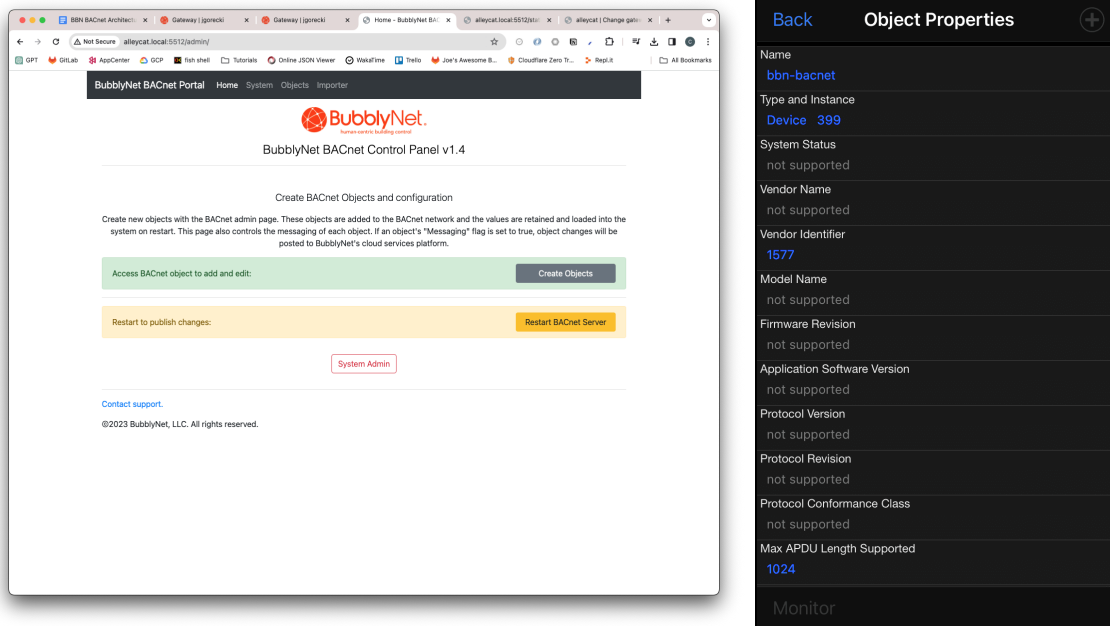 BBN BACnet Architectu
Gateway | jgorecki
Gateway | jgorecki
Home - BubblyNet BAC
alleycat.local:5512/stat
alleycat | Change gatew
Not Secure alleycat.local:5512/admin/
GPT GitLab AppCenter GCP fish shell Tutorials Online JSON Viewer WakaTime Trello Joe's Awesome B... Cloudflare Zero Tr... Repl.it All Bookmarks
BubblyNet BACnet Portal Home System Objects Importer
BubblyNet.
human-centric building control
BubblyNet BACnet Control Panel v1.4
Create BACnet Objects and configuration
Create new objects with the BACnet admin page. These objects are added to the BACnet network and the values are retained and loaded into the
system on restart. This page also controls the messaging of each object. If an object's "Messaging" flag is set to true, object changes will be
posted to BubblyNet's cloud services platform.
Access BACnet object to add and edit: Create Objects
Restart to publish changes: Restart BACnet Server
System Admin
Contact support.
©2023 BubblyNet, LLC. All rights reserved.
Back Object Properties
Name
bbn-bacnet
Type and Instance
Device 399
System Status
not supported
Vendor Name
not supported
Vendor Identifier
1577
Model Name
not supported
Firmware Revision
not supported
Application Software Version
not supported
Protocol Version
not supported
Protocol Revision
not supported
Protocol Conformance Class
not supported
Max APDU Length Supported
1024
Monitor